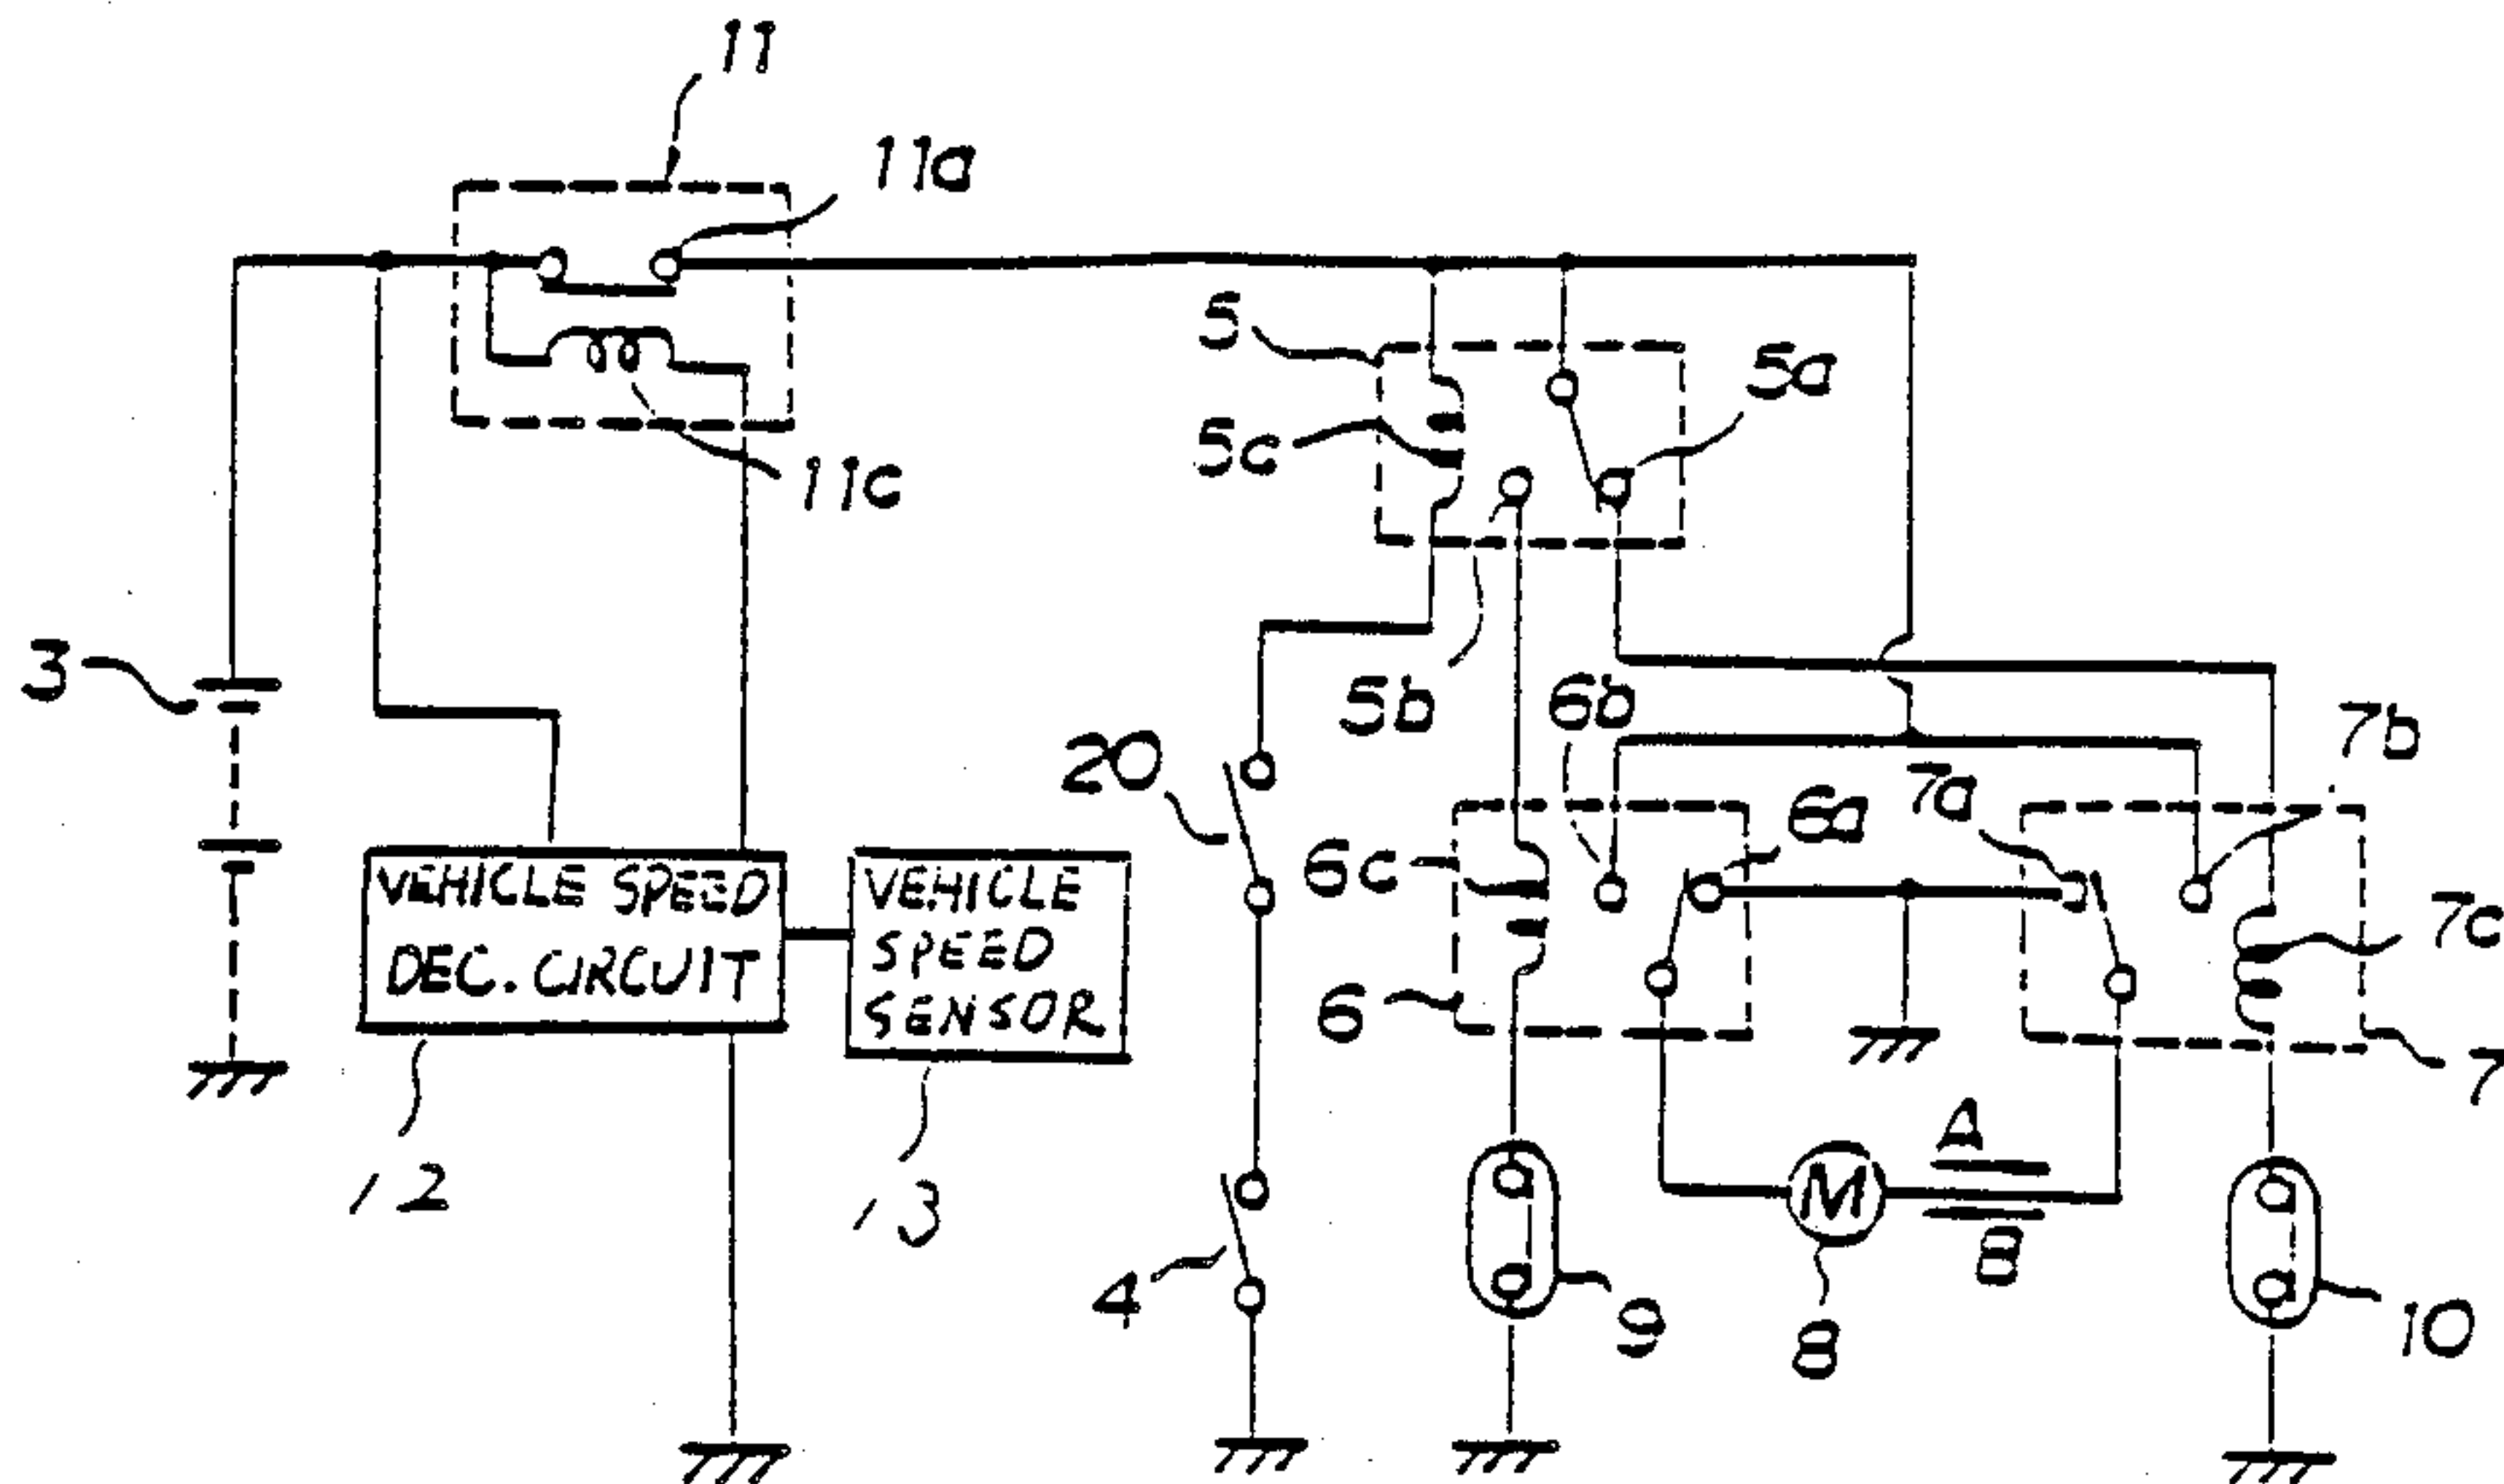 11
11a
5
5a
5c
11c
3
5b
6b
7b
20
7a
6a
6c
7c
VEHICLE SPEED
DEC. CIRCUIT
VEHICLE
SPEED
SENSOR
6
7
A
M
B
12
13
4
9
8
10